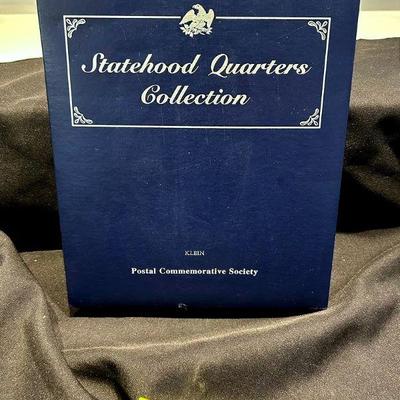 Statehood Quarters
Collection
KLEIN
Postal Commemorative Society